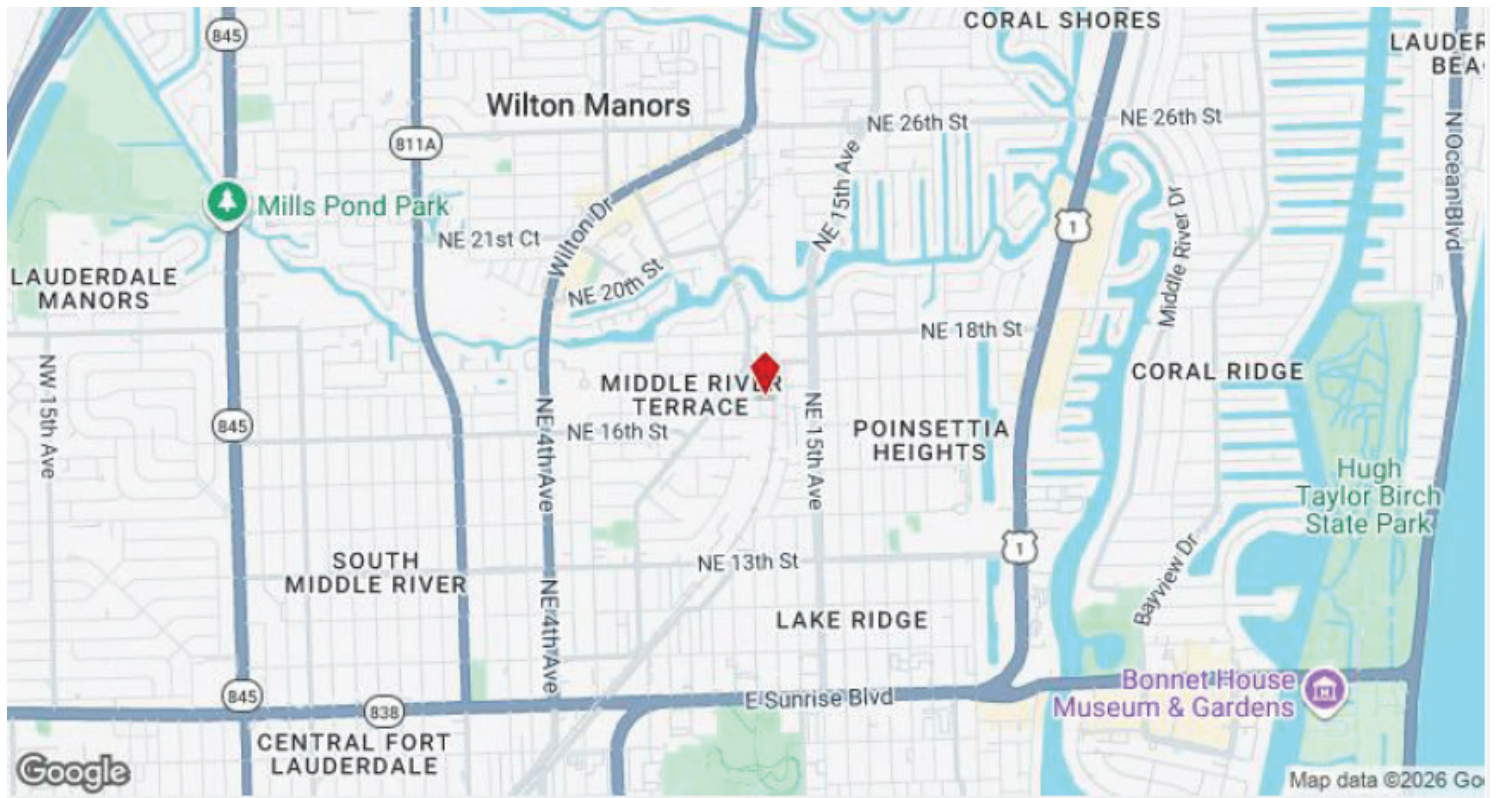 CORAL SHORES
845
LAUDER
BEA
Wilton Manors
NE 26th St
NE 26th St
811A
N Ocean Blvd
NE 15th Ave
Mills Pond Park
Wilton Dr
Middle River Dr
1
NE 21st Ct
LAUDERDALE
MANORS
NE 20th St
NE 18th St
NW 15th Ave
MIDDLE RIVER
TERRACE
CORAL RIDGE
NE 4th Ave
NE 15th Ave
845
NE 16th St
POINSETTIA
HEIGHTS
Hugh
Taylor Birch
State Park
1
SOUTH
MIDDLE RIVER
NE 13th St
Bayview Dr
NE 4th Ave
LAKE RIDGE
845
838
E Sunrise Blvd
Bonnet House
Museum & Gardens
CENTRAL FORT
LAUDERDALE
Google
Map data ©2026 Go